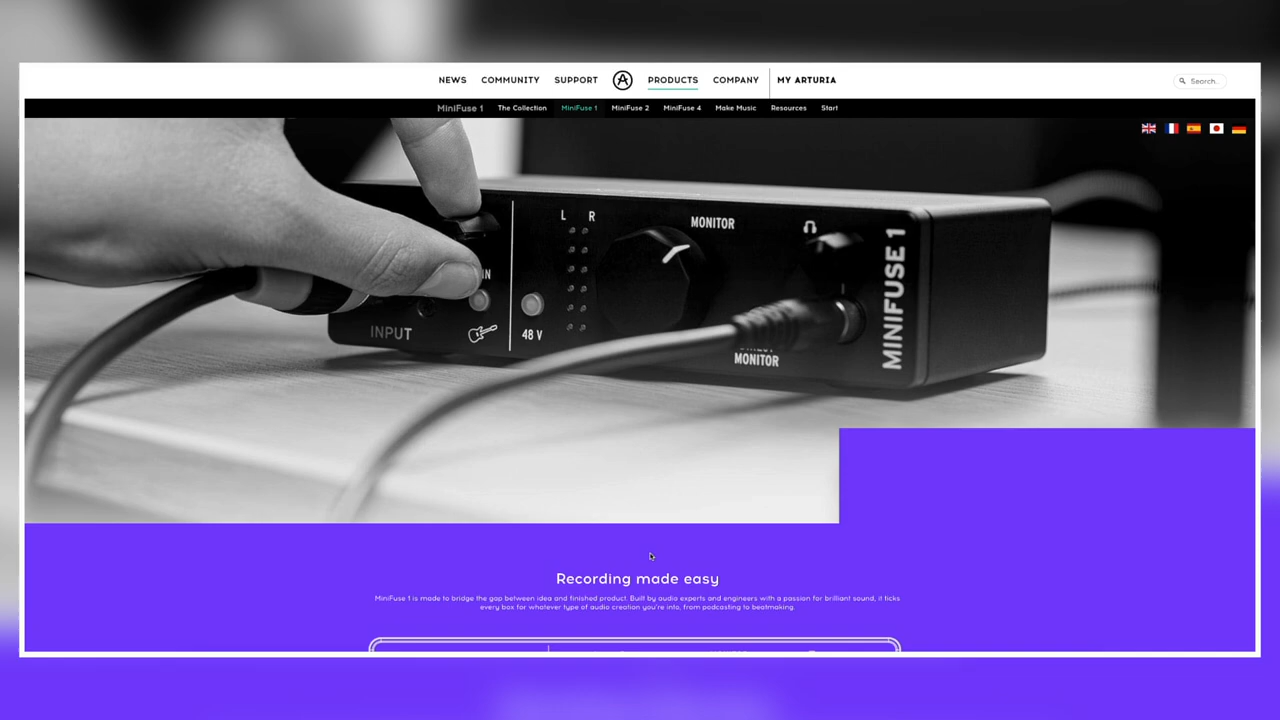 NEWS COMMUNITY SUPPORT PRODUCTS COMPANY MY ARTURIA Search..
MiniFuse 1 The Collection MiniFuse 1 MiniFuse 2 MiniFuse 4 Make Music Resources Start
L R
MONITOR
IN
INPUT
48 V
MONITOR
MINIFUSE 1
Recording made easy
MiniFuse 1 is made to bridge the gap between idea and finished product. Built by audio experts and engineers with a passion for brilliant sound, it ticks
every box for whatever type of audio creation you're into, from podcasting to beatmaking.